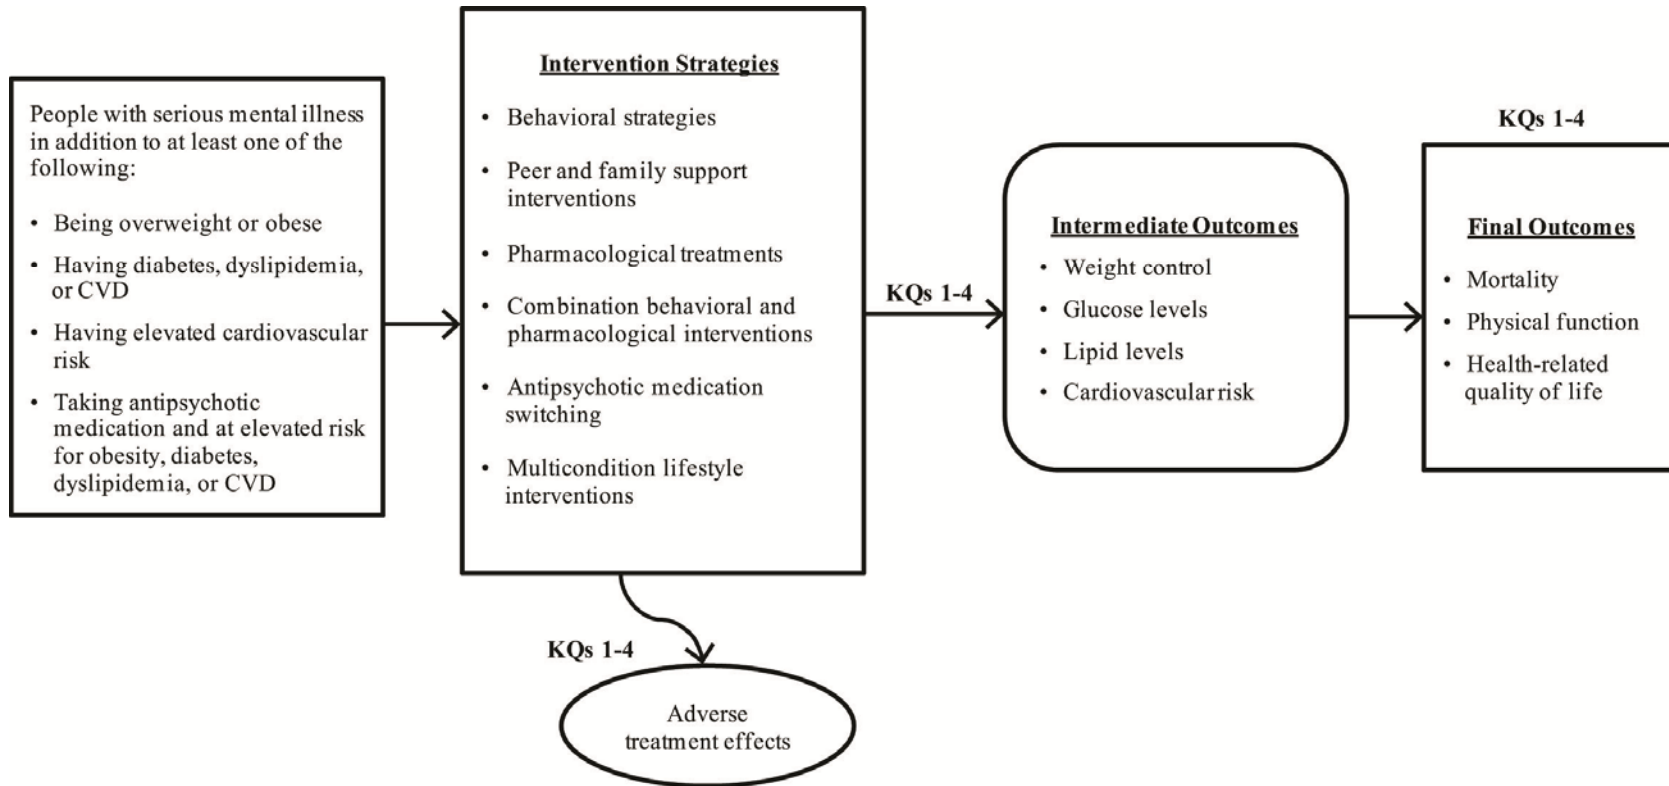 People with serious mental illness
in addition to at least one of the
following:
• Being overweight or obese
• Having diabetes, dyslipidemia,
or CVD
• Having elevated cardiovascular
risk
• Taking antipsychotic
medication and at elevated risk
for obesity, diabetes,
dyslipidemia, or CVD
Intervention Strategies
• Behavioral strategies
• Peer and family support
interventions
• Pharmacological treatments
• Combination behavioral and
pharmacological interventions
• Antipsychotic medication
switching
• Multicondition lifestyle
interventions
KQs 1-4
Adverse
treatment effects
KQs 1-4
Intermediate Outcomes
• Weight control
• Glucose levels
• Lipid levels
• Cardiovascular risk
KQs 1-4
Final Outcomes
• Mortality
• Physical function
• Health-related
quality of life